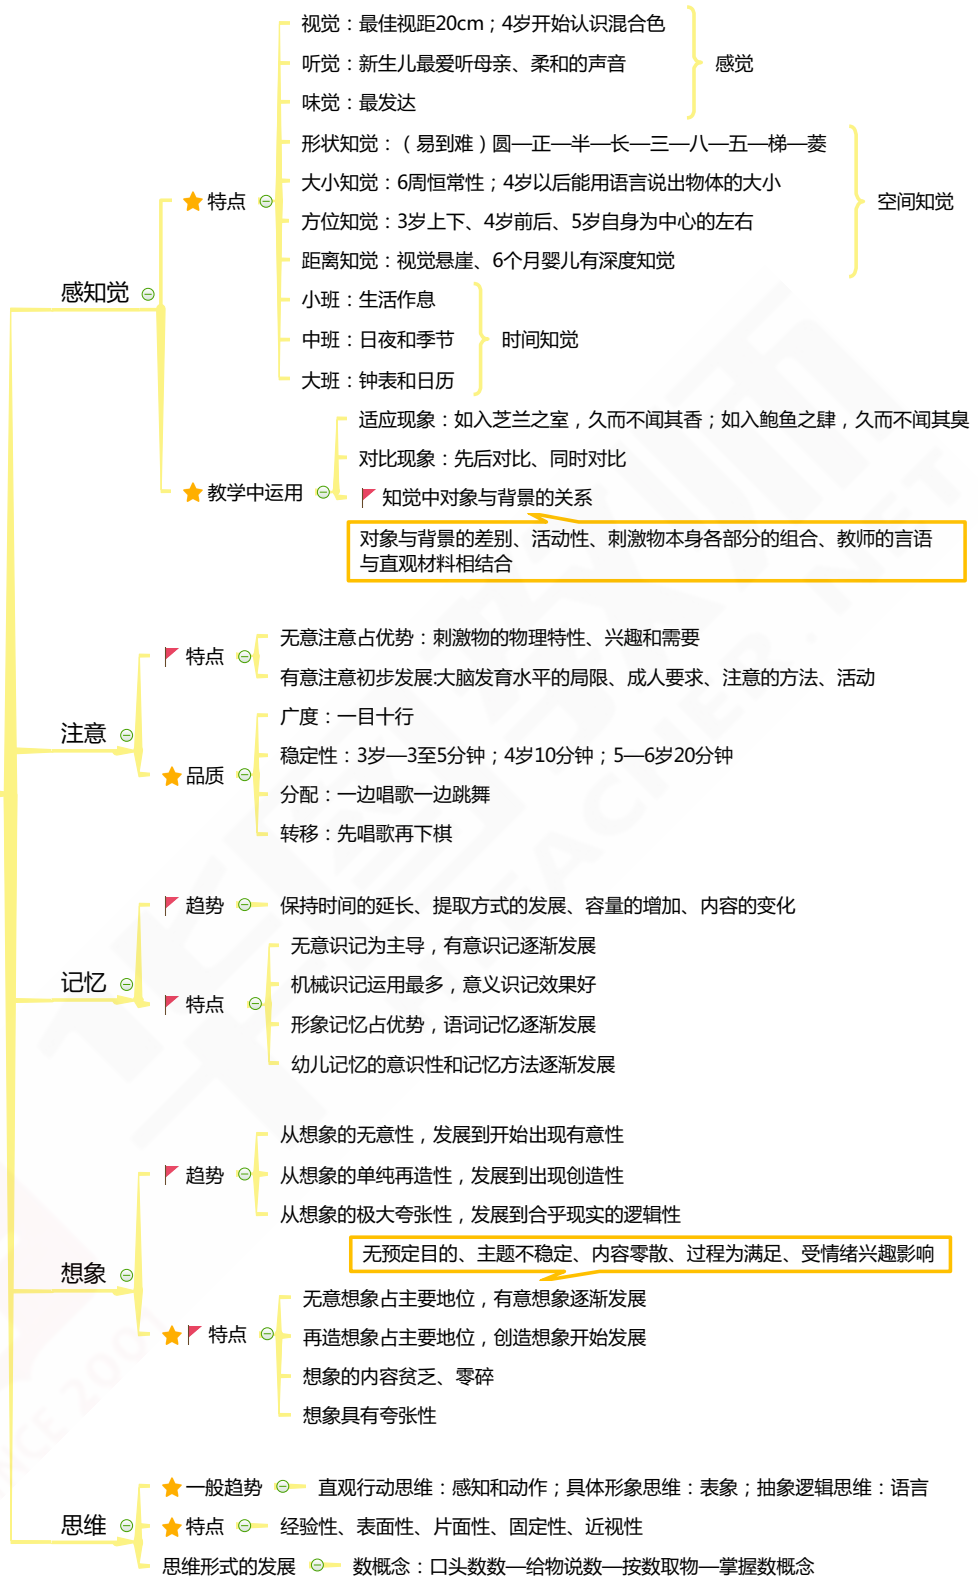 感知觉
特点
视觉：最佳视距20cm；4岁开始认识混合色
听觉：新生儿最爱听母亲、柔和的声音
味觉：最发达
感觉
形状知觉：（易到难）圆—正—半—长—三—八—五—梯—菱
大小知觉：6周恒常性；4岁以后能用语言说出物体的大小
方位知觉：3岁上下、4岁前后、5岁自身为中心的左右
距离知觉：视觉悬崖、6个月婴儿有深度知觉
空间知觉
小班：生活作息
中班：日夜和季节
大班：钟表和日历
时间知觉
教学中运用
适应现象：如入芝兰之室，久而不闻其香；如入鲍鱼之肆，久而不闻其臭
对比现象：先后对比、同时对比
知觉中对象与背景的关系
对象与背景的差别、活动性、刺激物本身各部分的组合、教师的言语
与直观材料相结合
注意
特点
无意注意占优势：刺激物的物理特性、兴趣和需要
有意注意初步发展:大脑发育水平的局限、成人要求、注意的方法、活动
品质
广度：一目十行
稳定性：3岁—3至5分钟；4岁10分钟；5—6岁20分钟
分配：一边唱歌一边跳舞
转移：先唱歌再下棋
记忆
趋势
保持时间的延长、提取方式的发展、容量的增加、内容的变化
特点
无意识记为主导，有意识记逐渐发展
机械识记运用最多，意义识记效果好
形象记忆占优势，语词记忆逐渐发展
幼儿记忆的意识性和记忆方法逐渐发展
想象
趋势
从想象的无意性，发展到开始出现有意性
从想象的单纯再造性，发展到出现创造性
从想象的极大夸张性，发展到合乎现实的逻辑性
无预定目的、主题不稳定、内容零散、过程为满足、受情绪兴趣影响
特点
无意想象占主要地位，有意想象逐渐发展
再造想象占主要地位，创造想象开始发展
想象的内容贫乏、零碎
想象具有夸张性
思维
一般趋势
直观行动思维：感知和动作；具体形象思维：表象；抽象逻辑思维：语言
特点
经验性、表面性、片面性、固定性、近视性
思维形式的发展
数概念：口头数数—给物说数—按数取物—掌握数概念